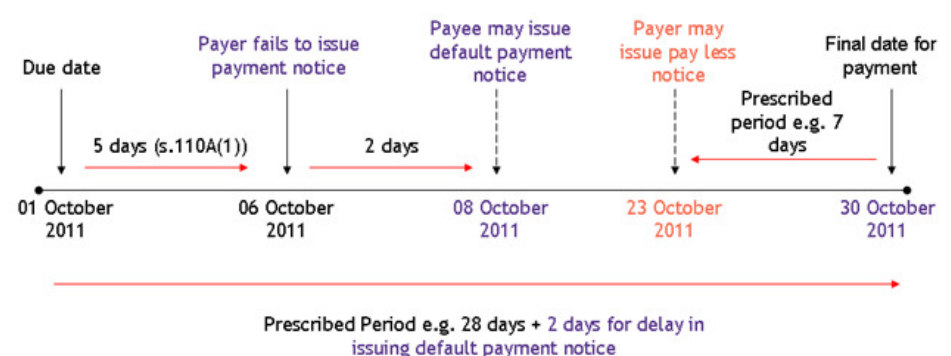 Due date
Payer fails to issue
payment notice
Payee may issue
default payment
notice
Payer may
issue pay less
notice
Final date for
payment
5 days (s.110A(1))
2 days
Prescribed
period e.g. 7
days
01 October
2011
06 October
2011
08 October
2011
23 October
2011
30 October
2011
Prescribed Period e.g. 28 days + 2 days for delay in
issuing default payment notice